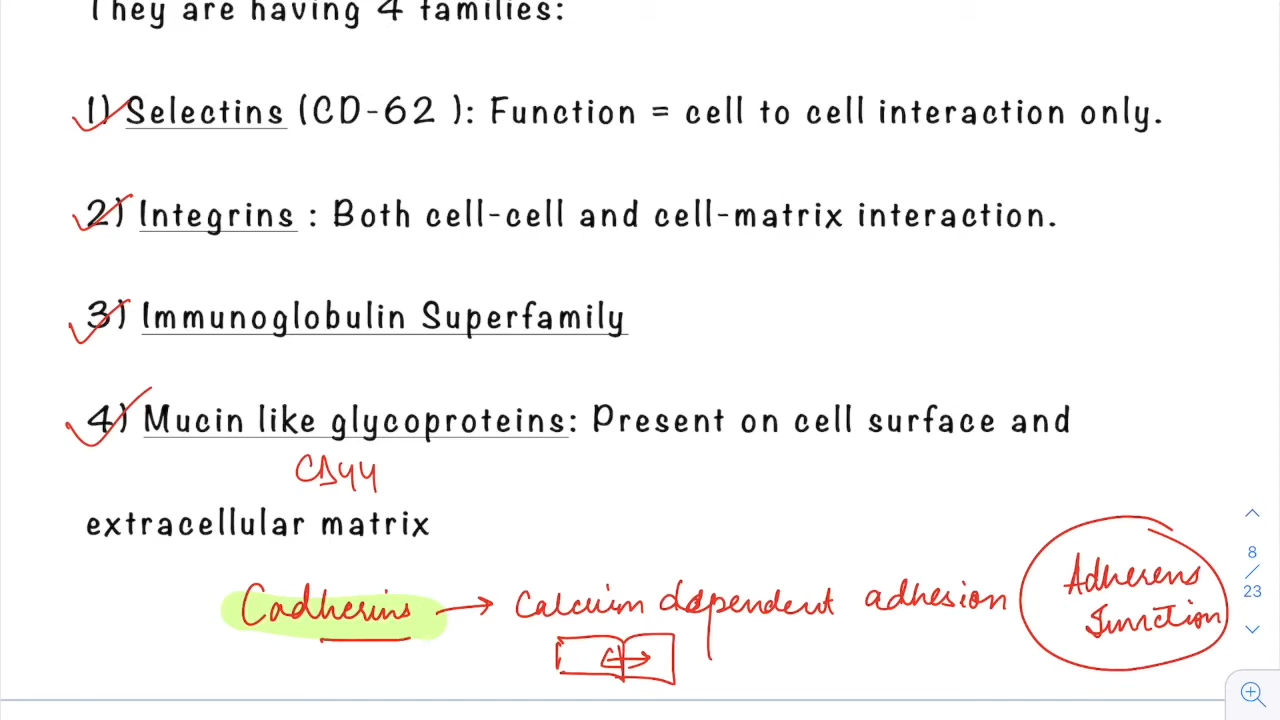 They are having 4 families:
1) Selectins (CD-62 ): Function = cell to cell interaction only.
2) Integrins : Both cell-cell and cell-matrix interaction.
3) Immunoglobulin Superfamily
4) Mucin like glycoproteins: Present on cell surface and
CD44
extracellular matrix
Cadherins → Calcium dependent adhesion
Adherens
Junction
8
/
23